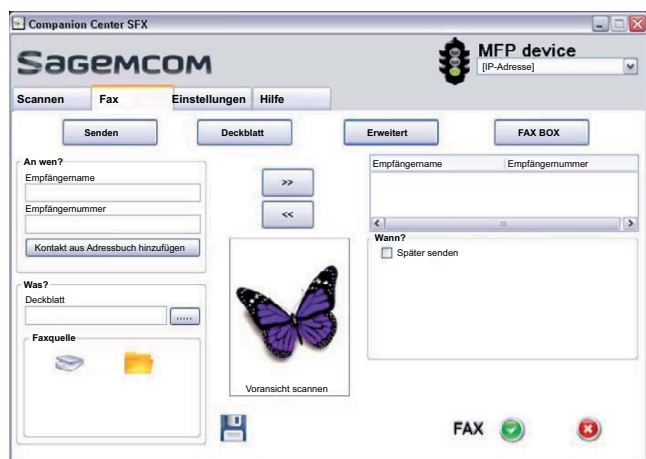 Companion Center SFX
Sagemcom
MFP device
[IP-Adresse]
Scannen Fax Einstellungen Hilfe
Senden Deckblatt Erweitert FAX BOX
An wen?
Empfängername
Empfängernummer
Kontakt aus Adressbuch hinzufügen
>>
<<
Empfängername Empfängernummer
Wann?
Später senden
Was?
Deckblatt
.....
Faxquelle
Voransicht scannen
FAX